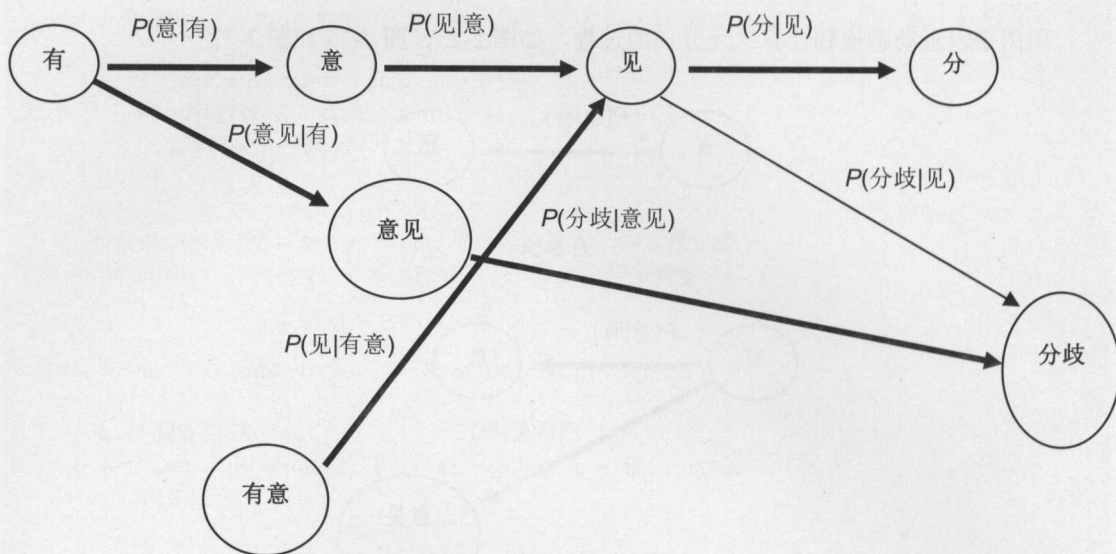 P(意|有)
P(见|意)
P(分|见)
有
意
见
分
P(意见|有)
P(分歧|见)
P(分歧|意见)
意见
P(见|有意)
分歧
有意